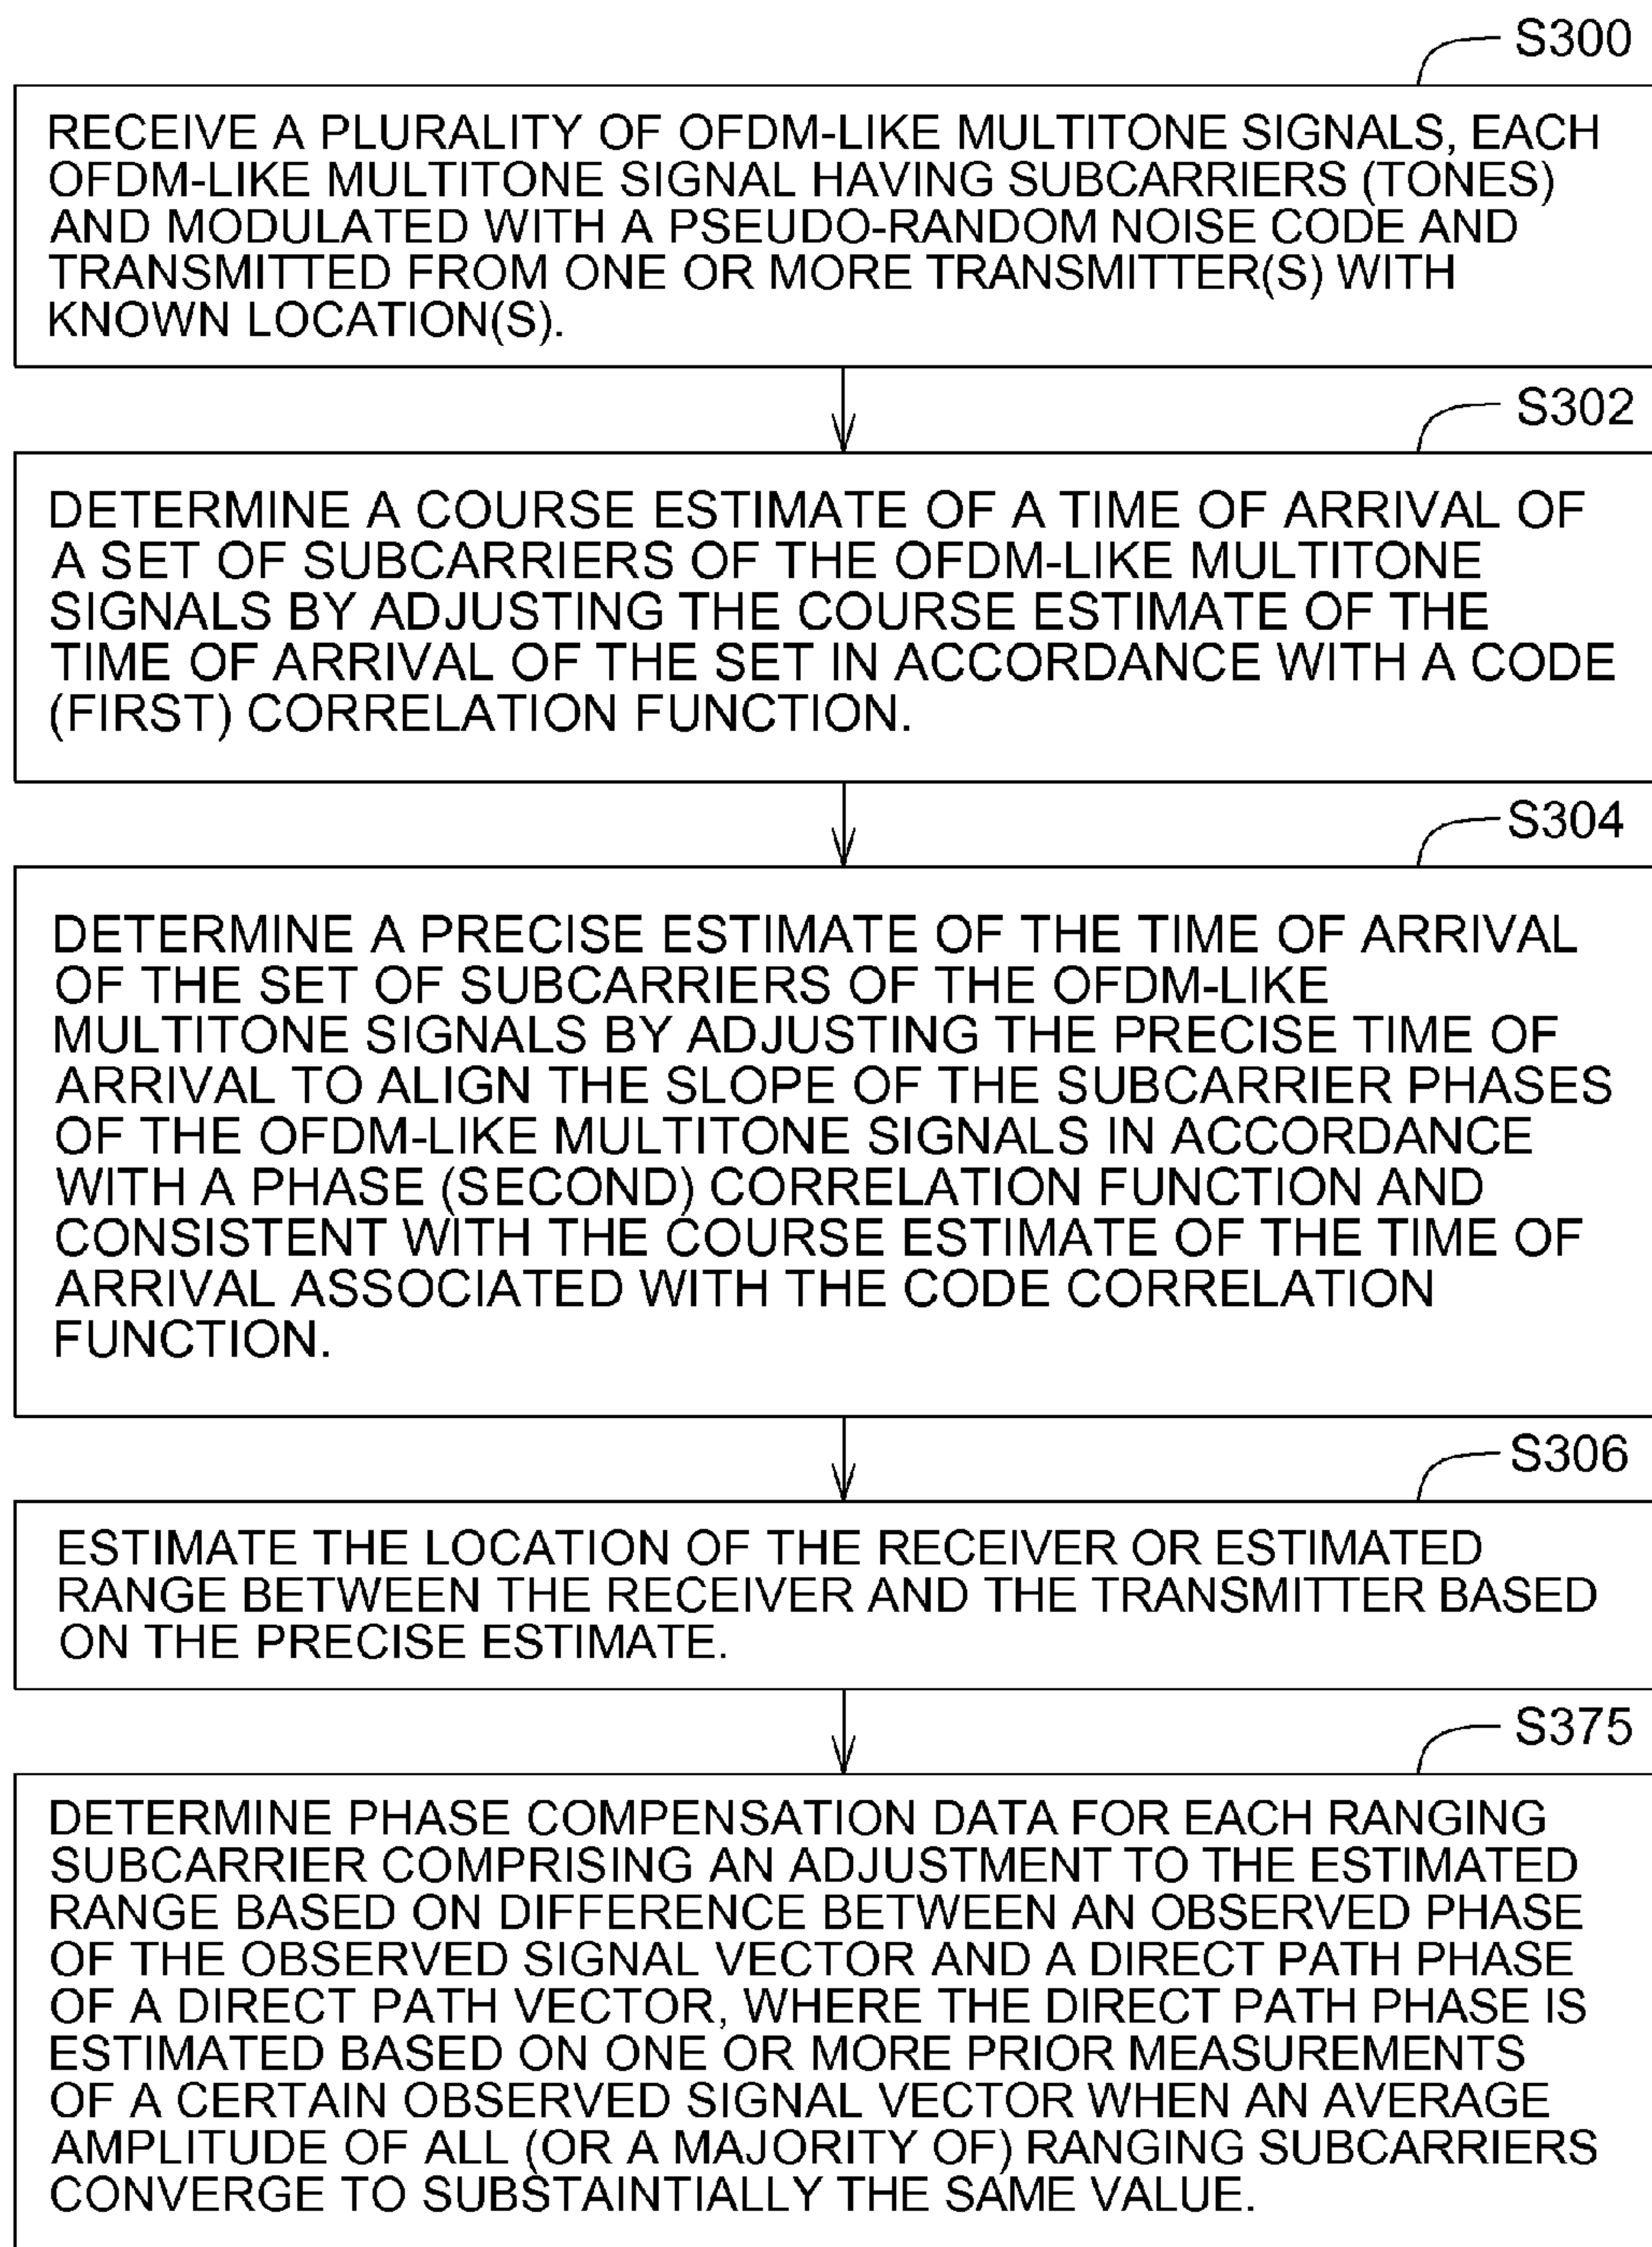 S300
RECEIVE A PLURALITY OF OFDM-LIKE MULTITONE SIGNALS, EACH
OFDM-LIKE MULTITONE SIGNAL HAVING SUBCARRIERS (TONES)
AND MODULATED WITH A PSEUDO-RANDOM NOISE CODE AND
TRANSMITTED FROM ONE OR MORE TRANSMITTER(S) WITH
KNOWN LOCATION(S).
S302
DETERMINE A COURSE ESTIMATE OF A TIME OF ARRIVAL OF
A SET OF SUBCARRIERS OF THE OFDM-LIKE MULTITONE
SIGNALS BY ADJUSTING THE COURSE ESTIMATE OF THE
TIME OF ARRIVAL OF THE SET IN ACCORDANCE WITH A CODE
(FIRST) CORRELATION FUNCTION.
S304
DETERMINE A PRECISE ESTIMATE OF THE TIME OF ARRIVAL
OF THE SET OF SUBCARRIERS OF THE OFDM-LIKE
MULTITONE SIGNALS BY ADJUSTING THE PRECISE TIME OF
ARRIVAL TO ALIGN THE SLOPE OF THE SUBCARRIER PHASES
OF THE OFDM-LIKE MULTITONE SIGNALS IN ACCORDANCE
WITH A PHASE (SECOND) CORRELATION FUNCTION AND
CONSISTENT WITH THE COURSE ESTIMATE OF THE TIME OF
ARRIVAL ASSOCIATED WITH THE CODE CORRELATION
FUNCTION.
S306
ESTIMATE THE LOCATION OF THE RECEIVER OR ESTIMATED
RANGE BETWEEN THE RECEIVER AND THE TRANSMITTER BASED
ON THE PRECISE ESTIMATE.
S375
DETERMINE PHASE COMPENSATION DATA FOR EACH RANGING
SUBCARRIER COMPRISING AN ADJUSTMENT TO THE ESTIMATED
RANGE BASED ON DIFFERENCE BETWEEN AN OBSERVED PHASE
OF THE OBSERVED SIGNAL VECTOR AND A DIRECT PATH PHASE
OF A DIRECT PATH VECTOR, WHERE THE DIRECT PATH PHASE IS
ESTIMATED BASED ON ONE OR MORE PRIOR MEASUREMENTS
OF A CERTAIN OBSERVED SIGNAL VECTOR WHEN AN AVERAGE
AMPLITUDE OF ALL (OR A MAJORITY OF) RANGING SUBCARRIERS
CONVERGE TO SUBSTAINTIALLY THE SAME VALUE.